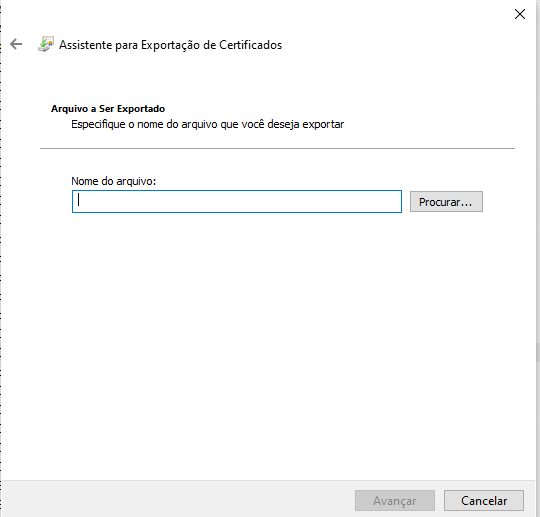 Assistente para Exportação de Certificados
Arquivo a Ser Exportado
Especifique o nome do arquivo que você deseja exportar
Nome do arquivo:
Procurar...
Avançar
Cancelar